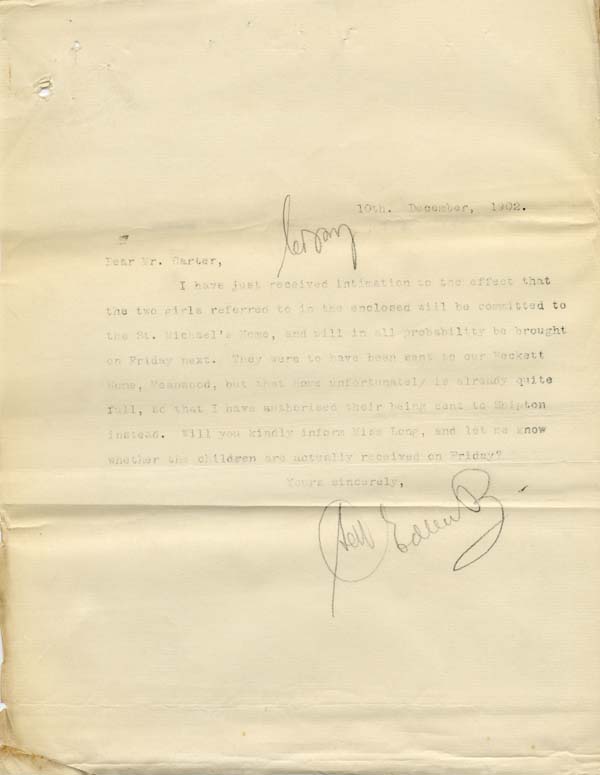 10th. December, 1902.
Copy
Dear Mr. Carter,
I have just received intimation to the effect that
the two girls referred to in the enclosed will be committed to
the St. Michael's Home, and will in all probability be brought
on Friday next. They were to have been sent to our Beckett
Home, Meanwood, but that Home unfortunately is already quite
full, so that I have authorised their being sent to Shipton
instead. Will you kindly inform Miss Long, and let me know
whether the children are actually received on Friday?
Yours sincerely,